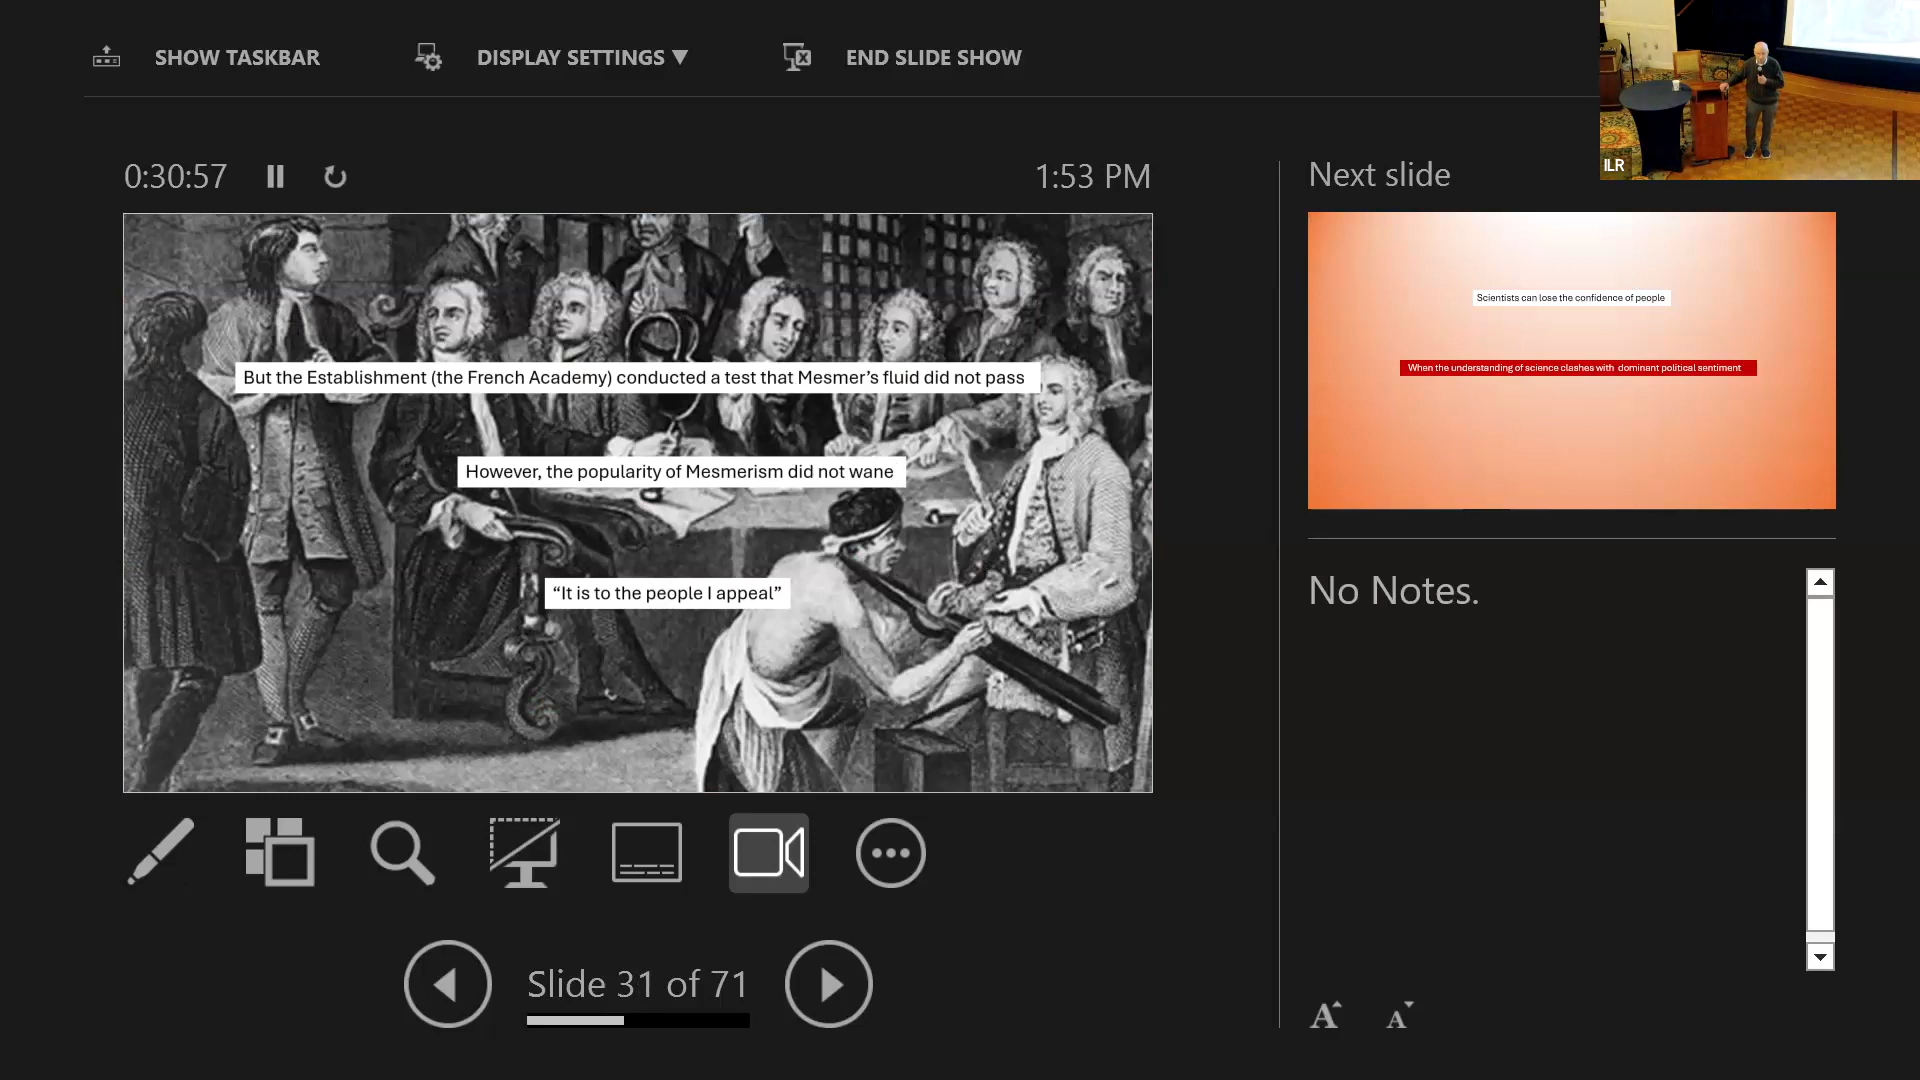 SHOW TASKBAR
DISPLAY SETTINGS ▼
END SLIDE SHOW
ILR
0:30:57
1:53 PM
Next slide
But the Establishment (the French Academy) conducted a test that Mesmer’s fluid did not pass
However, the popularity of Mesmerism did not wane
“It is to the people I appeal”
Scientists can lose the confidence of people
When the understanding of science clashes with dominant political sentiment
No Notes.
Slide 31 of 71
A A